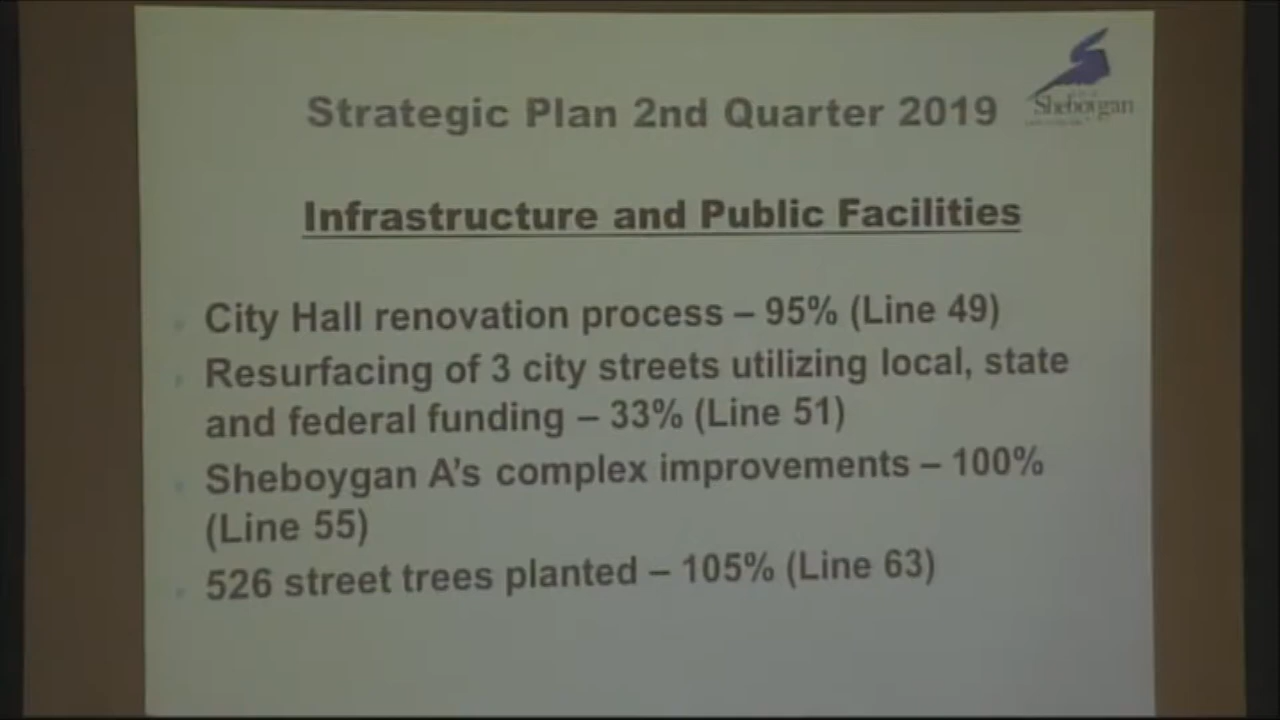 Strategic Plan 2nd Quarter 2019
Sheboygan
Infrastructure and Public Facilities
City Hall renovation process – 95% (Line 49)
Resurfacing of 3 city streets utilizing local, state
and federal funding – 33% (Line 51)
Sheboygan A's complex improvements – 100%
(Line 55)
526 street trees planted – 105% (Line 63)